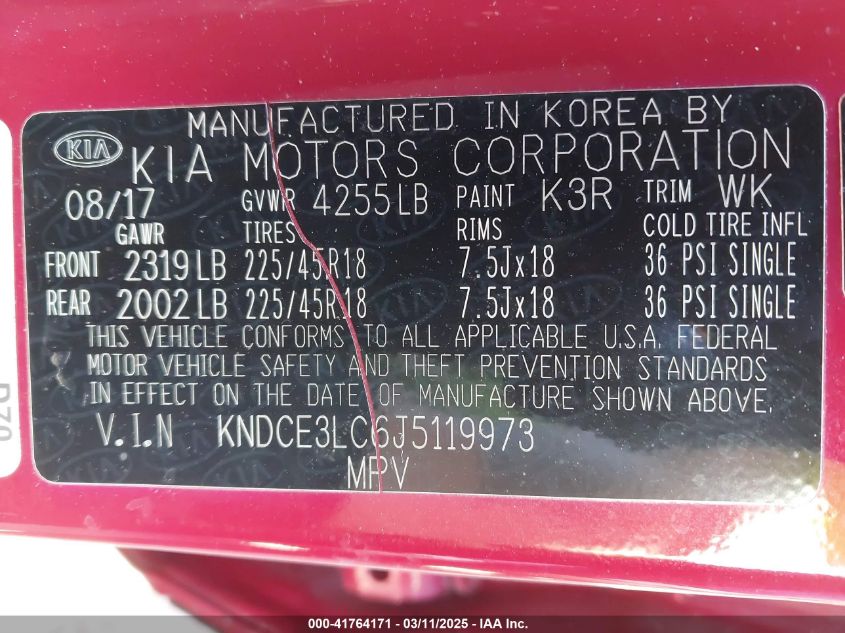 MANUFACTURED IN KOREA BY
KIA KIA MOTORS CORPORATION
08/17 GVWR 4255LB PAINT K3R TRIM WK
GAWR TIRES RIMS COLD TIRE INFL
FRONT 2319LB 225/45R18 7.5Jx18 36 PSI SINGLE
REAR 2002LB 225/45R18 7.5Jx18 36 PSI SINGLE
THIS VEHICLE CONFORMS TO ALL APPLICABLE U.S.A. FEDERAL
MOTOR VEHICLE SAFETY AND THEFT PREVENTION STANDARDS
IN EFFECT ON THE DATE OF MANUFACTURE SHOWN ABOVE.
V.I.N KNDCE3LC6J5119973
MPV
000-41764171 - 03/11/2025 - IAA Inc.